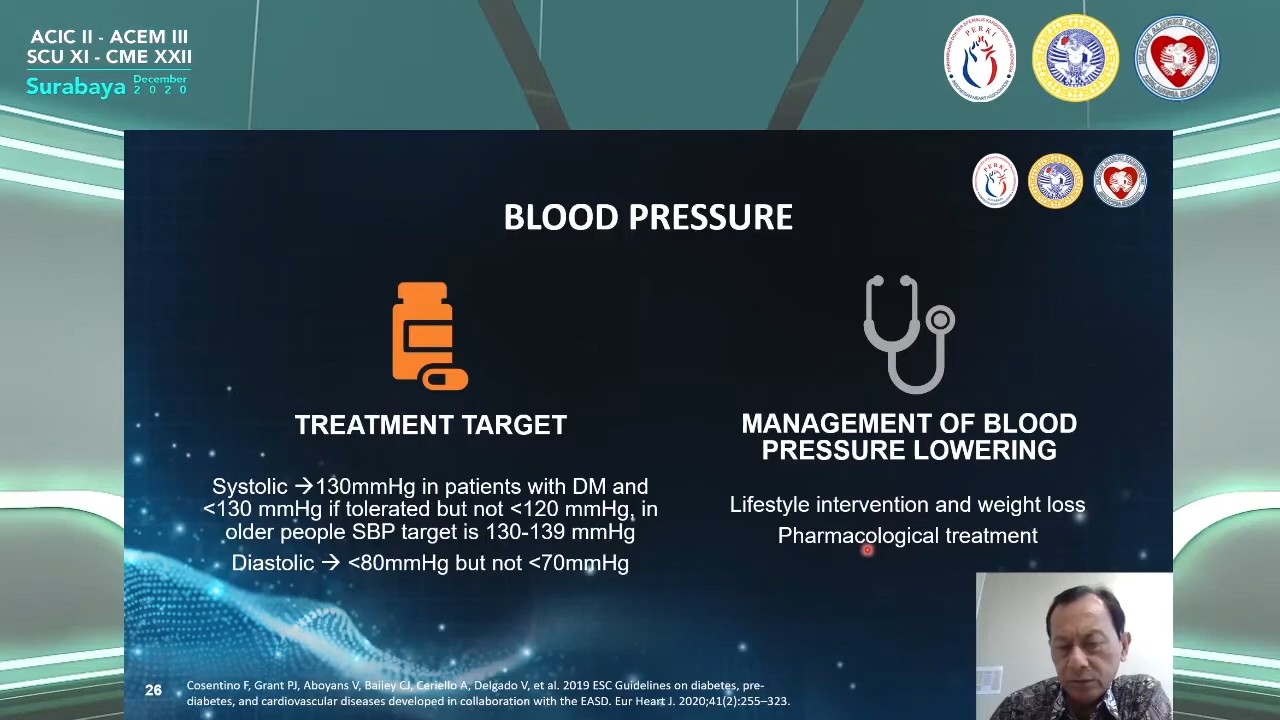 ACIC II - ACEM III
SCU XI - CME XXII
Surabaya December
2020
PERKI
PERKI
BLOOD PRESSURE
TREATMENT TARGET
Systolic →130mmHg in patients with DM and
<130 mmHg if tolerated but not <120 mmHg, in
older people SBP target is 130-139 mmHg
Diastolic → <80mmHg but not <70mmHg
MANAGEMENT OF BLOOD
PRESSURE LOWERING
Lifestyle intervention and weight loss
Pharmacological treatment
26
Cosentino F, Grant PJ, Aboyans V, Bailey CJ, Ceriello A, Delgado V, et al. 2019 ESC Guidelines on diabetes, pre-
diabetes, and cardiovascular diseases developed in collaboration with the EASD. Eur Heart J. 2020;41(2):255–323.